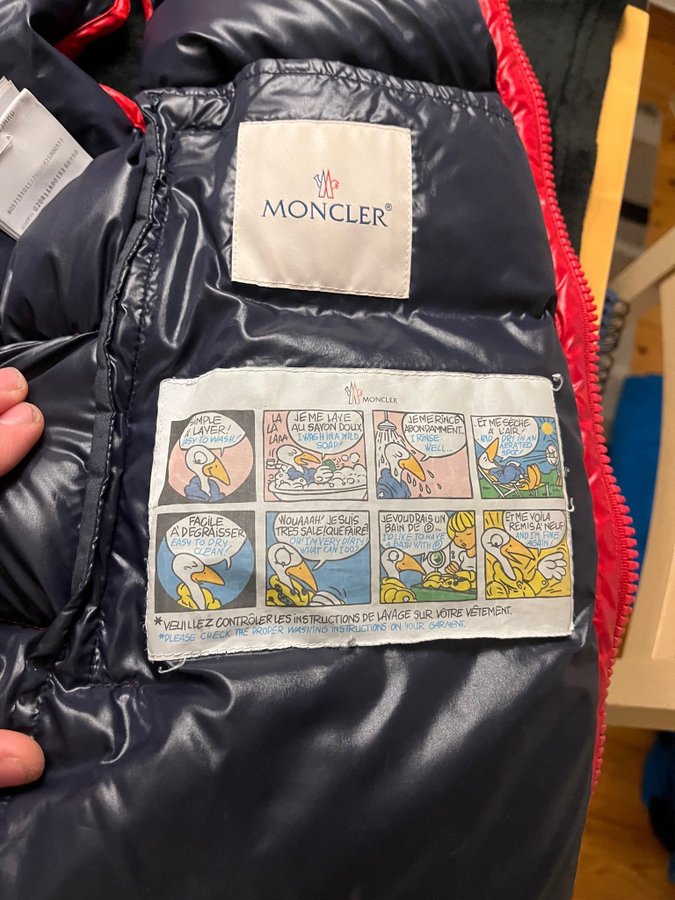 MONCLER®
MONCLER
SIMPLE
À LAVER!
EASY TO WASH!
LA
LA
LAAA
JE ME LAVE
AU SAVON DOUX
I WASH IN A MILD
SOAP!
JE ME RINCE
ABONDAMMENT.
I RINSE
WELL...
ET ME SÈCHE
À L'AIR!
AND DRY IN AN
AERATED
SPOT!
FACILE
À DÉGRAISSER
EASY TO DRY
CLEAN!
WOUAAAH! JE SUIS
TRÈS SALE! QUE FAIRE?
OH! I'M VERY DIRTY
WHAT CAN I DO?
JE VOUDRAIS UN
BAIN DE Ⓟ...
I'D LIKE TO HAVE
A BATH WITH Ⓟ
ET ME VOILÀ
REMIS À NEUF
AND I'M FINE
AGAIN!
*VEUILLEZ CONTRÔLER LES INSTRUCTIONS DE LAVAGE SUR VÔTRE VÊTEMENT.
*PLEASE CHECK THE PROPER WASHING INSTRUCTIONS ON YOUR GARMENT.